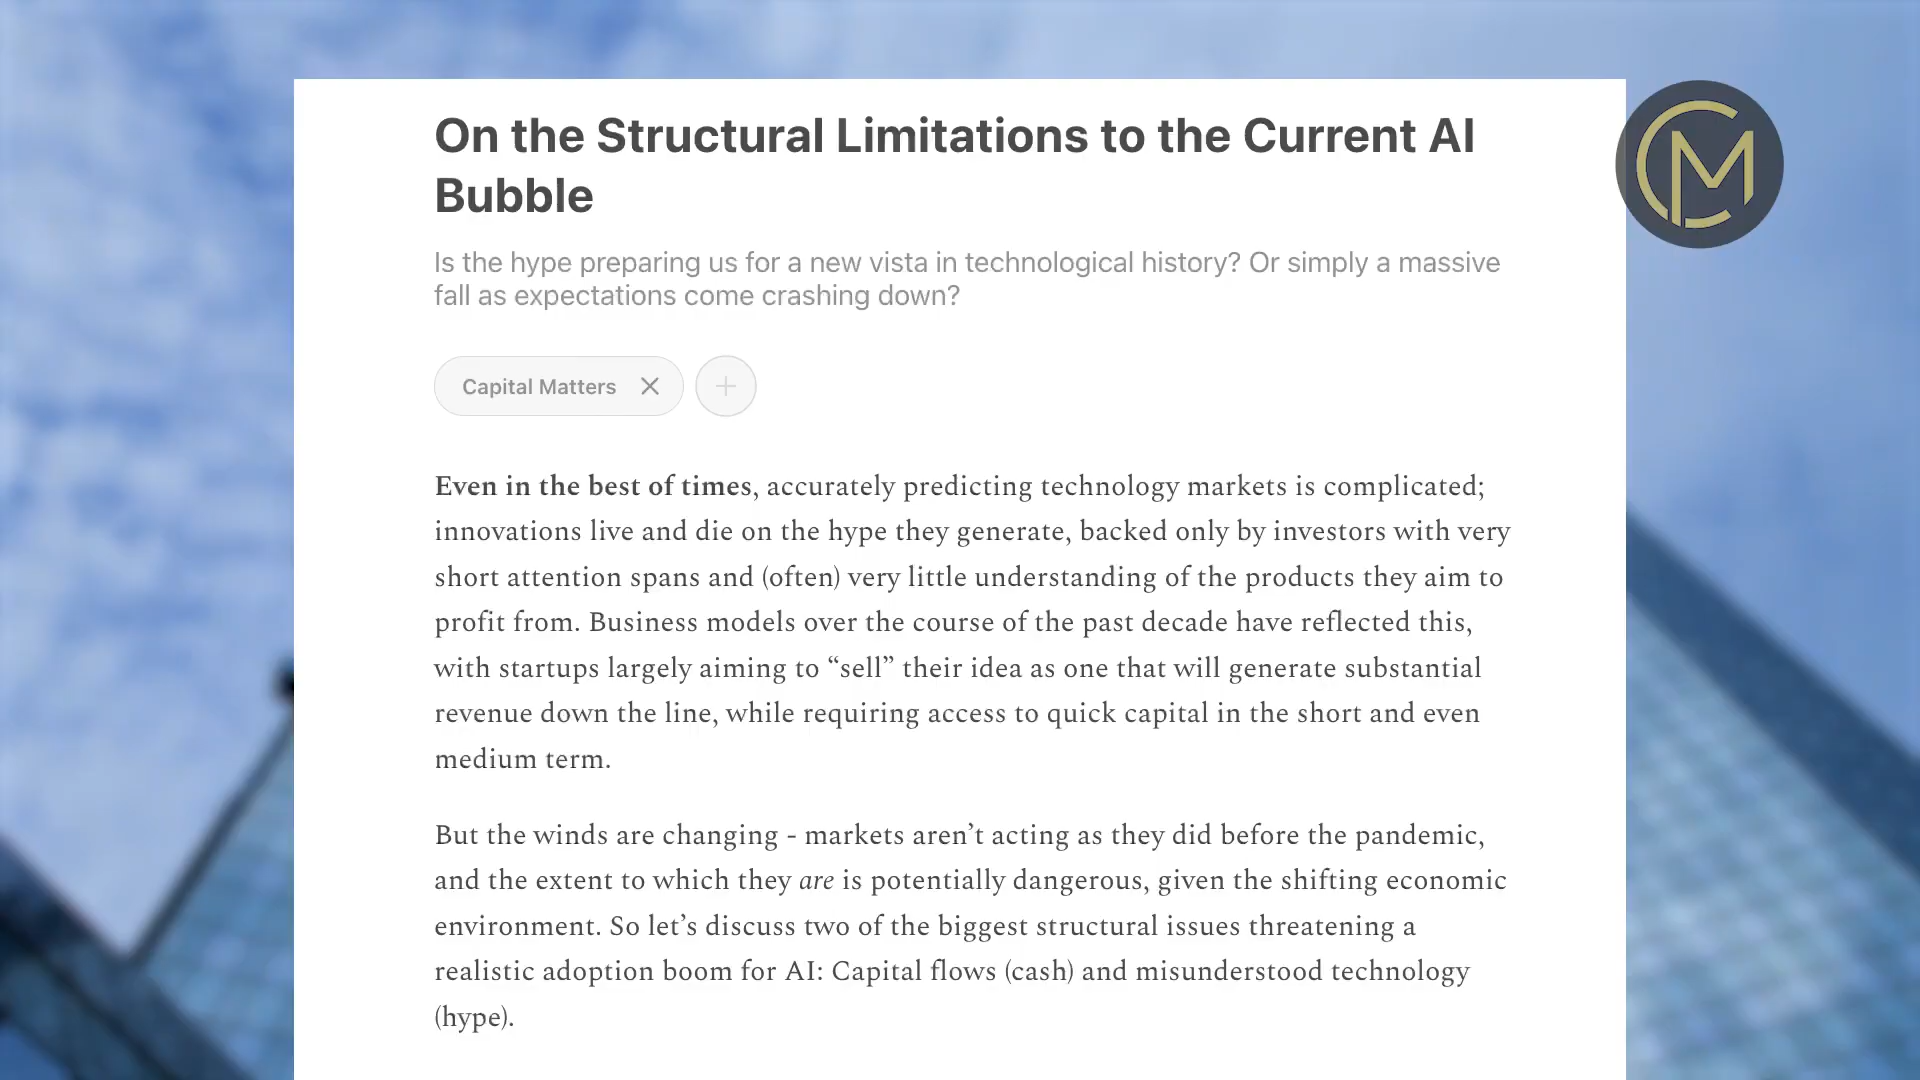 On the Structural Limitations to the Current AI
Bubble
Is the hype preparing us for a new vista in technological history? Or simply a massive
fall as expectations come crashing down?
Capital Matters
Even in the best of times, accurately predicting technology markets is complicated;
innovations live and die on the hype they generate, backed only by investors with very
short attention spans and (often) very little understanding of the products they aim to
profit from. Business models over the course of the past decade have reflected this,
with startups largely aiming to “sell” their idea as one that will generate substantial
revenue down the line, while requiring access to quick capital in the short and even
medium term.
But the winds are changing - markets aren’t acting as they did before the pandemic,
and the extent to which they are is potentially dangerous, given the shifting economic
environment. So let’s discuss two of the biggest structural issues threatening a
realistic adoption boom for AI: Capital flows (cash) and misunderstood technology
(hype).
CM